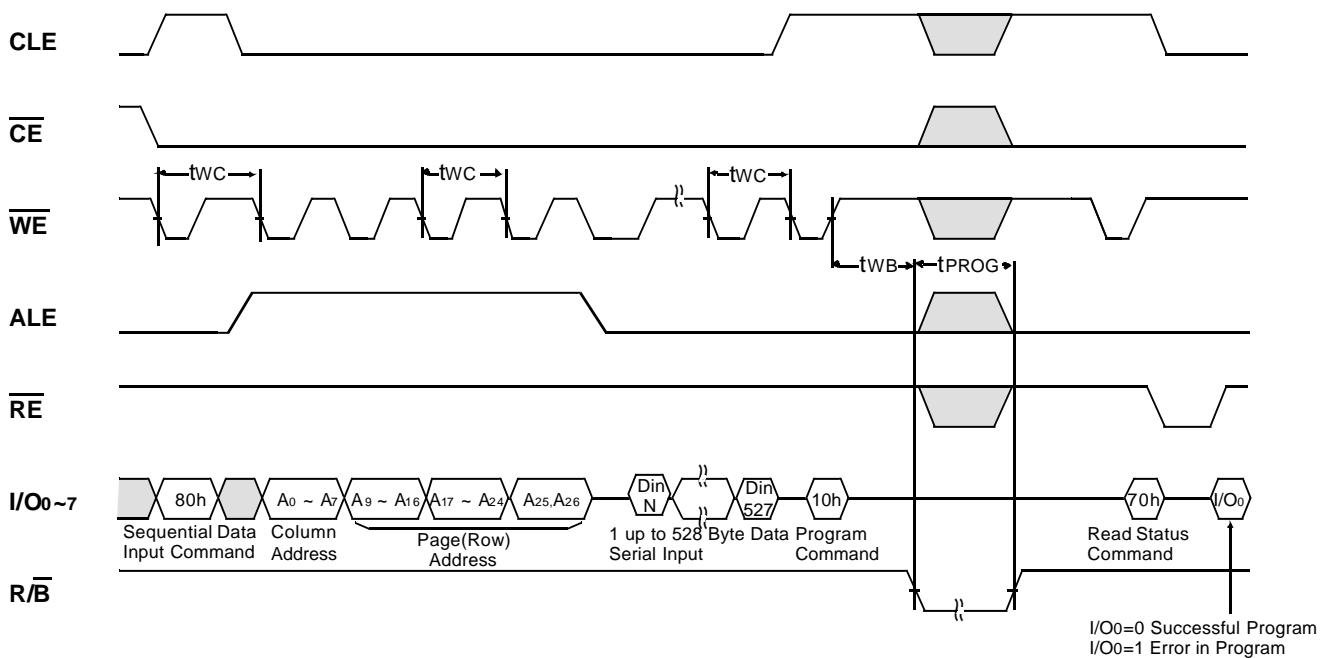 CLE
CE
tWC
tWC
tWC
WE
tWB
tPROG
ALE
RE
I/O0~7
80h
A0 ~ A7
A9 ~ A16
A17 ~ A24
A25,A26
Din
N
Din
527
10h
70h
I/O0
Sequential Data
Input Command
Column
Address
Page(Row)
Address
1 up to 528 Byte Data
Serial Input
Program
Command
Read Status
Command
R/B
I/O0=0 Successful Program
I/O0=1 Error in Program